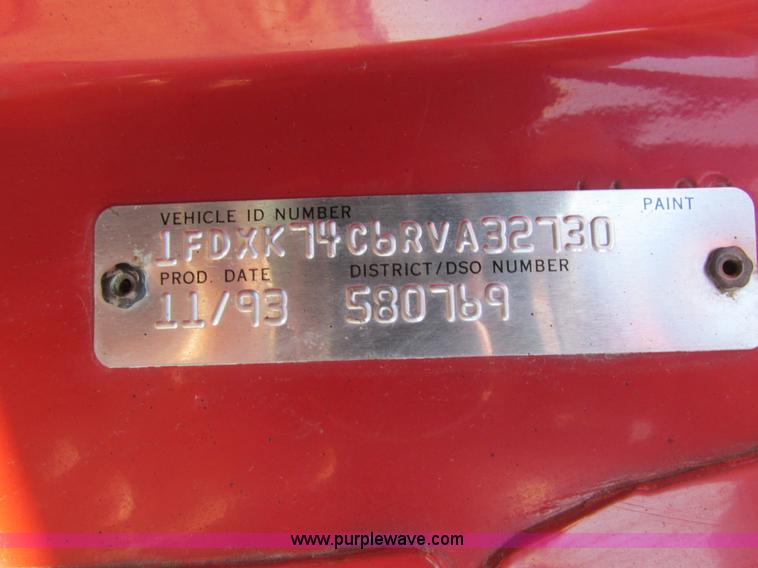 VEHICLE ID NUMBER PAINT
1FDXK74C6RVA32730
PROD. DATE DISTRICT/DSO NUMBER
11/93 580769
www.purplewave.com